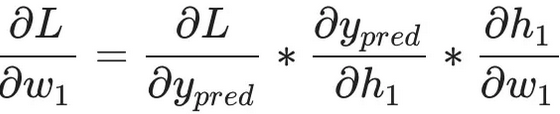 ∂L/∂w₁ = ∂L/∂y_pred * ∂y_pred/∂h₁ * ∂h₁/∂w₁